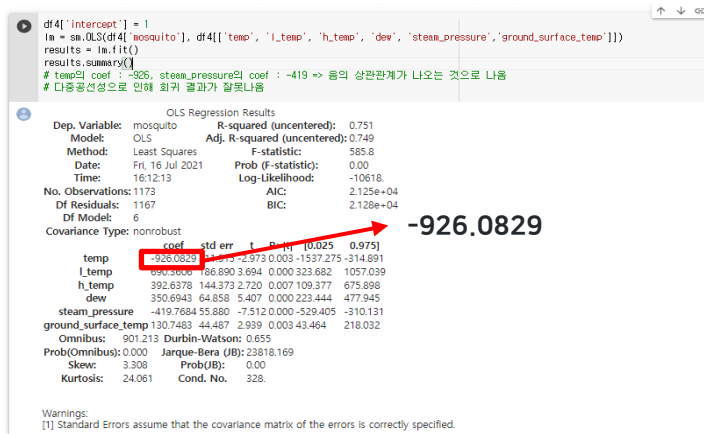 df4['intercept'] = 1
lm = sm.OLS(df4['mosquito'], df4[['temp', 'l_temp', 'h_temp', 'dew', 'steam_pressure','ground_surface_temp']])
results = lm.fit()
results.summary()
# temp의 coef : -926, steam_pressure의 coef : -419 => 음의 상관관계가 나오는 것으로 나옴
# 다중공선성으로 인해 회귀 결과가 잘못나옴
OLS Regression Results
Dep. Variable: mosquito R-squared (uncentered): 0.751
Model: OLS Adj. R-squared (uncentered): 0.749
Method: Least Squares F-statistic: 585.8
Date: Fri, 16 Jul 2021 Prob (F-statistic): 0.00
Time: 16:12:13 Log-Likelihood: -10618.
No. Observations: 1173 AIC: 2.125e+04
Df Residuals: 1167 BIC: 2.128e+04
Df Model: 6
Covariance Type: nonrobust
-926.0829
coef std err t [0.025 0.975]
temp -926.0829 -2.973 0.003 -1537.275 -314.891
l_temp 690.3606 186.890 3.694 0.000 323.682 1057.039
h_temp 392.6378 144.373 2.720 0.007 109.377 675.898
dew 350.6943 64.858 5.407 0.000 223.444 477.945
steam_pressure -419.7684 55.880 -7.512 0.000 -529.405 -310.131
ground_surface_temp 130.7483 44.487 2.939 0.003 43.464 218.032
Omnibus: 901.213 Durbin-Watson: 0.655
Prob(Omnibus): 0.000 Jarque-Bera (JB): 23818.169
Skew: 3.308 Prob(JB): 0.00
Kurtosis: 24.061 Cond. No. 328.
Warnings:
[1] Standard Errors assume that the covariance matrix of the errors is correctly specified.